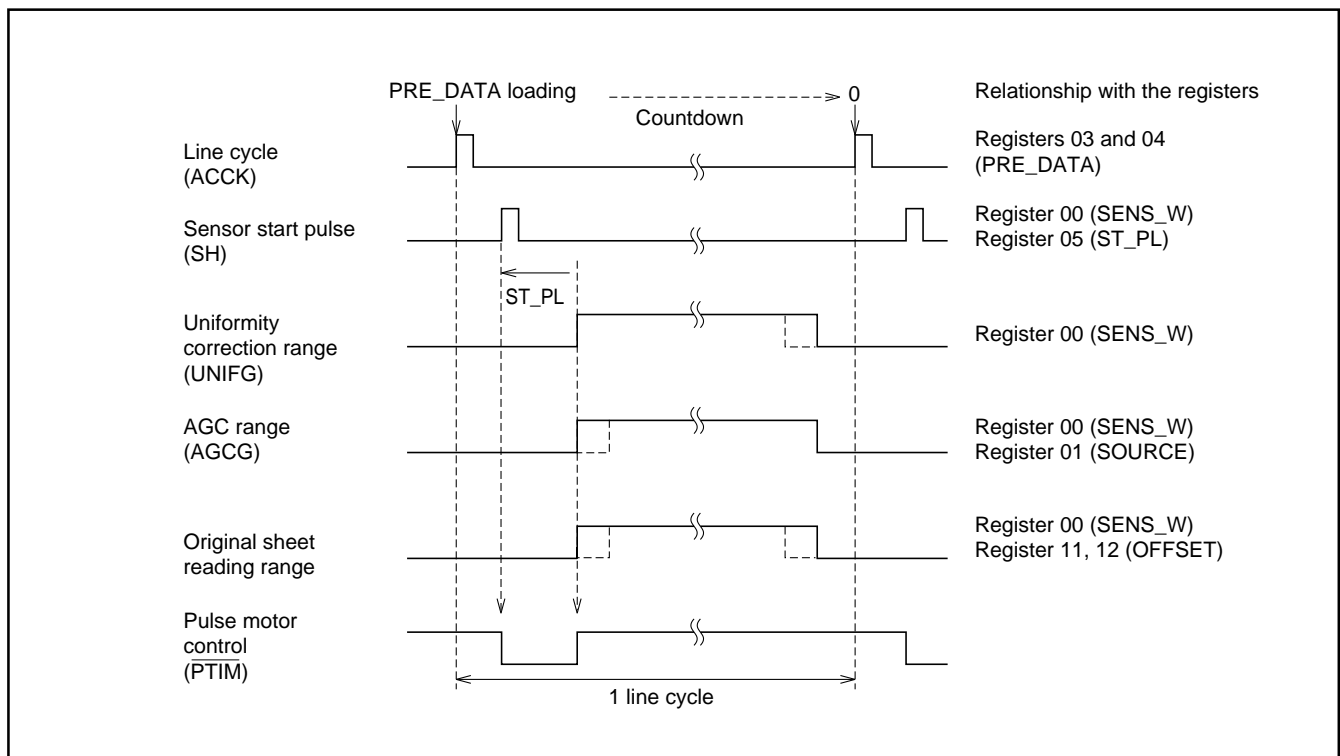 PRE_DATA loading
0
Relationship with the registers
Countdown
Line cycle
(ACCK)
Registers 03 and 04
(PRE_DATA)
Sensor start pulse
(SH)
Register 00 (SENS_W)
Register 05 (ST_PL)
ST_PL
Uniformity
correction range
(UNIFG)
Register 00 (SENS_W)
AGC range
(AGCG)
Register 00 (SENS_W)
Register 01 (SOURCE)
Original sheet
reading range
Register 00 (SENS_W)
Register 11, 12 (OFFSET)
Pulse motor
control
(PTIM)
1 line cycle